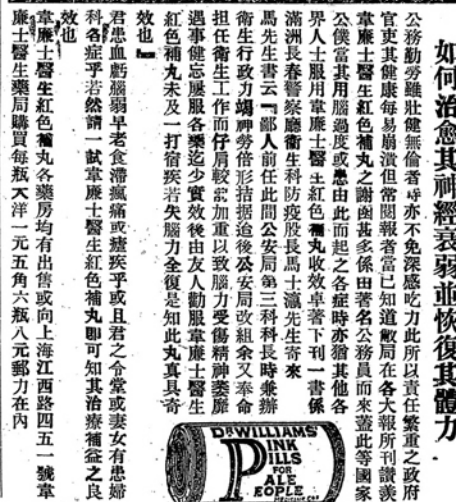 如何治愈其神經衰弱並恢復其體力
公務勤勞雖壯健無倫者時亦不免深感吃力此所以責任繁重之政府
官吏其健康每易崩潰但常閱報者當已知道敝局在各大報所刊讚美
韋廉士醫生紅色補丸之謝函甚多係由著名公務員而來蓋此等國家
公僕當其用腦過度或患由此而起之各症時亦猶其他各
界人士服用韋廉士醫生紅色補丸收效卓著下刊一書係
滿洲長春警察廳衛生科防疫股長馬士瀛先生寄來
馬先生書云『鄙人前任此間公安局第三科科長時兼辦
衛生行政力竭神勞倍形拮据迨後公安局改組余又奉命
担任衛生工作而仔肩較前加重以致腦力受傷精神萎靡
遇事健忘屢服各藥迄少實效後由友人勸服韋廉士醫生
紅色補丸未及一打宿疾若失腦力全復是知此丸真具奇
效也
君患血虧腦弱早老食滯瘋痛或瘧疾乎或且君之令堂或妻女有患婦
科各症乎若然請一試韋廉士醫生紅色補丸即可知其治療補益之良
效也
韋廉士醫生紅色補丸各藥房均有出售或向上海江西路四五一號韋
廉士醫生藥局購買每瓶大洋一元五角六瓶八元郵力在內
DR WILLIAMS'
PINK
PILLS
FOR
PALE
PEOPLE